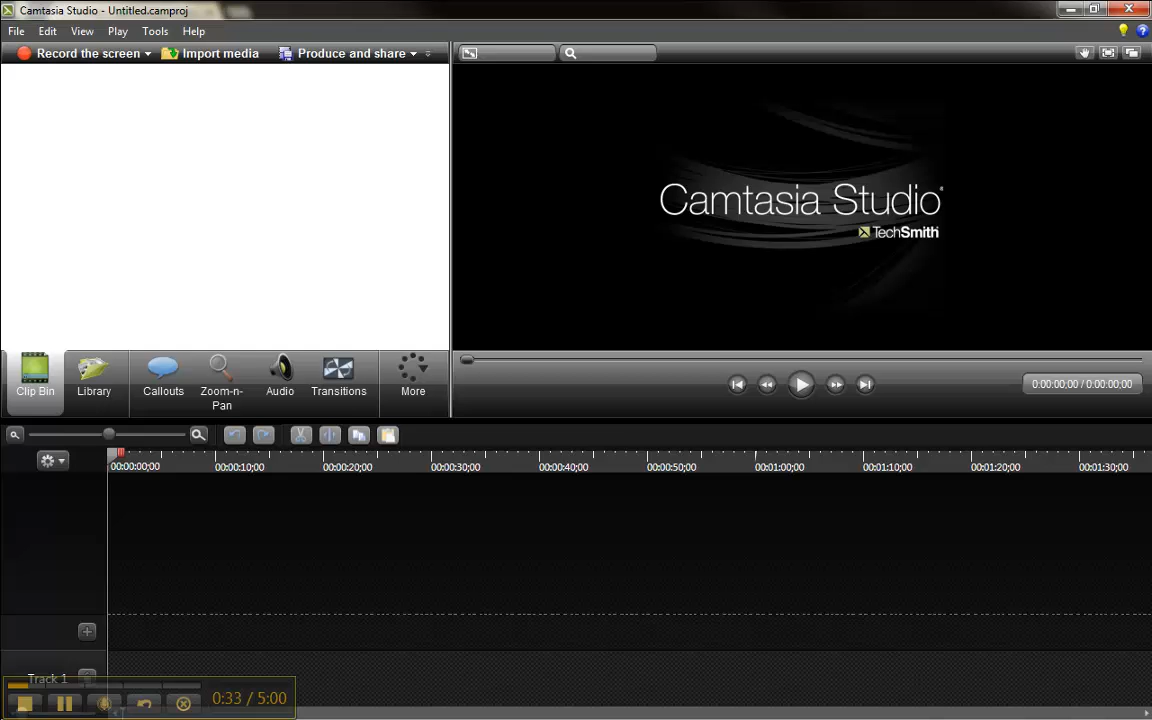 Camtasia Studio - Untitled.camproj
File Edit View Play Tools Help
Record the screen Import media Produce and share
Camtasia Studio®
TechSmith
Clip Bin Library Callouts Zoom-n-Pan Audio Transitions More
0:00:00;00 / 0:00:00;00
00:00:00;00 00:00:10;00 00:00:20;00 00:00:30;00 00:00:40;00 00:00:50;00 00:01:00;00 00:01:10;00 00:01:20;00 00:01:30;00
Track 1
0:33 / 5:00